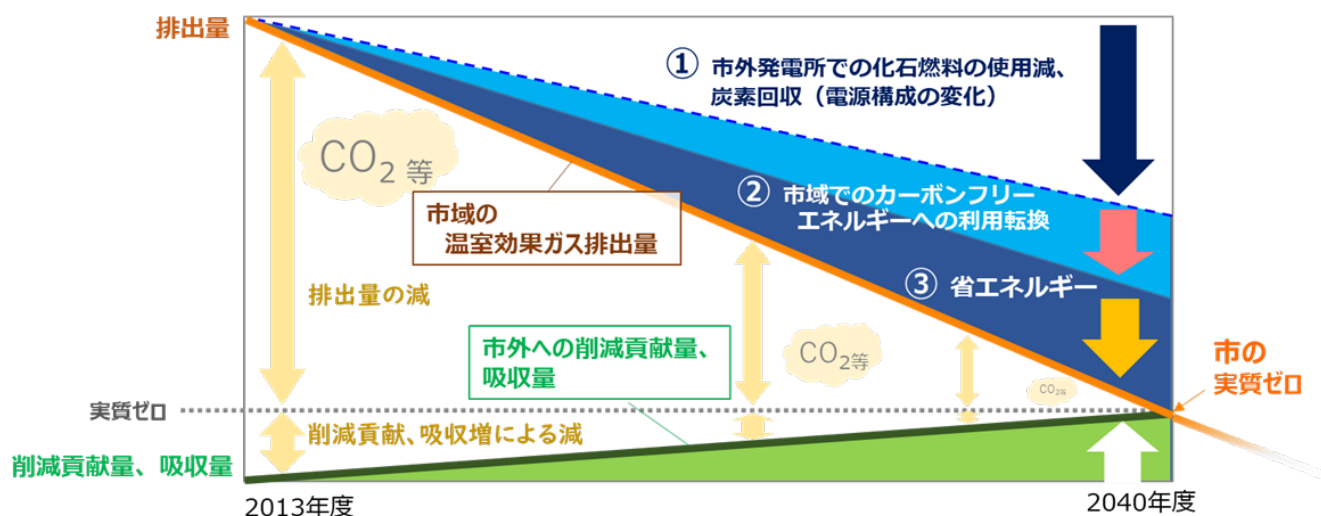 排出量
① 市外発電所での化石燃料の使用減、
炭素回収（電源構成の変化）
CO2 等
② 市域でのカーボンフリー
エネルギーへの利用転換
市域の
温室効果ガス排出量
③ 省エネルギー
排出量の減
市外への削減貢献量、
吸収量
CO2等
CO2等
市の
実質ゼロ
実質ゼロ
削減貢献、吸収増による減
削減貢献量、吸収量
2013年度
2040年度